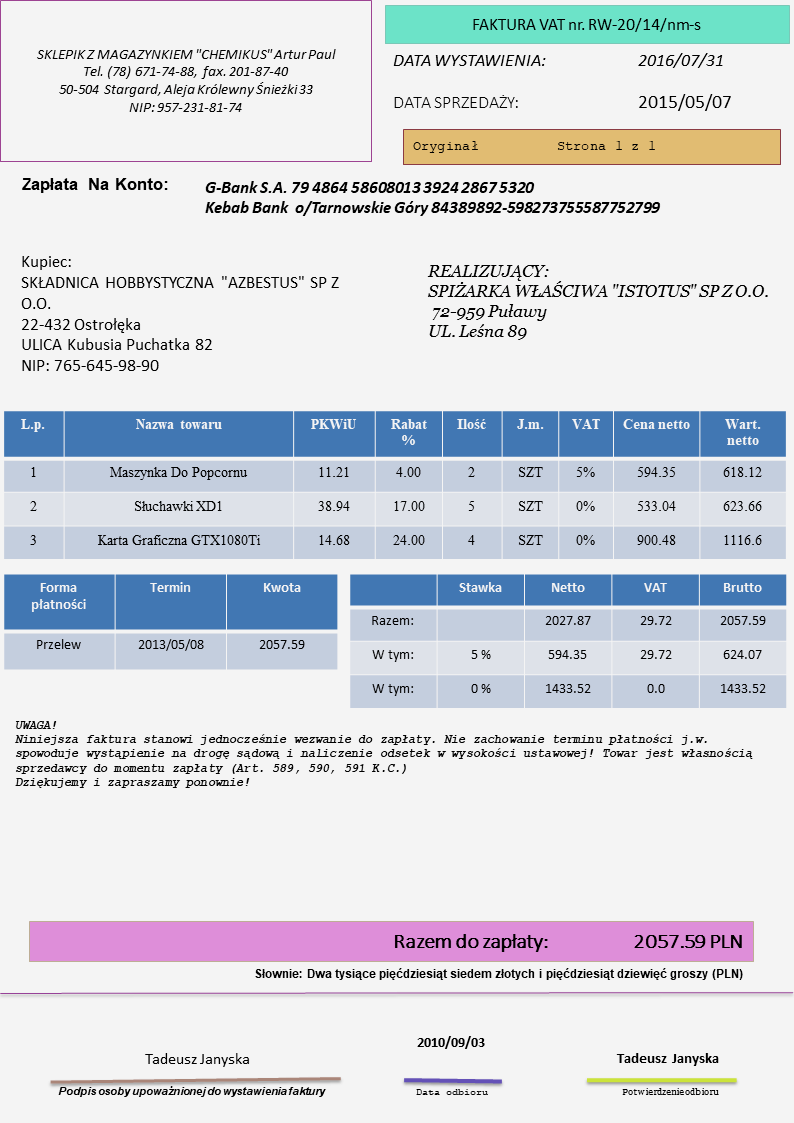 SKLEPIK Z MAGAZYNKIEM "CHEMIKUS" Artur Paul
Tel. (78) 671-74-88, fax. 201-87-40
50-504 Stargard, Aleja Królewny Śnieżki 33
NIP: 957-231-81-74
FAKTURA VAT nr. RW-20/14/nm-s
DATA WYSTAWIENIA: 2016/07/31
DATA SPRZEDAŻY: 2015/05/07
Oryginał Strona 1 z 1
Zapłata Na Konto:
G-Bank S.A. 79 4864 58608013 3924 2867 5320
Kebab Bank o/Tarnowskie Góry 84389892-598273755587752799
Kupiec:
SKŁADNICA HOBBYSTYCZNA "AZBESTUS" SP Z
O.O.
22-432 Ostrołęka
ULICA Kubusia Puchatka 82
NIP: 765-645-98-90
REALIZUJĄCY:
SPIŻARKA WŁAŚCIWA "ISTOTUS" SP Z O.O.
72-959 Puławy
UL. Leśna 89
L.p. Nazwa towaru PKWiU Rabat % Ilość J.m. VAT Cena netto Wart. netto
1 Maszynka Do Popcornu 11.21 4.00 2 SZT 5% 594.35 618.12
2 Słuchawki XD1 38.94 17.00 5 SZT 0% 533.04 623.66
3 Karta Graficzna GTX1080Ti 14.68 24.00 4 SZT 0% 900.48 1116.6
Forma płatności Termin Kwota
Przelew 2013/05/08 2057.59
Stawka Netto VAT Brutto
Razem: 2027.87 29.72 2057.59
W tym: 5 % 594.35 29.72 624.07
W tym: 0 % 1433.52 0.0 1433.52
UWAGA!
Niniejsza faktura stanowi jednocześnie wezwanie do zapłaty. Nie zachowanie terminu płatności j.w.
spowoduje wystąpienie na drogę sądową i naliczenie odsetek w wysokości ustawowej! Towar jest własnością
sprzedawcy do momentu zapłaty (Art. 589, 590, 591 K.C.)
Dziękujemy i zapraszamy ponownie!
Razem do zapłaty: 2057.59 PLN
Słownie: Dwa tysiące pięćdziesiąt siedem złotych i pięćdziesiąt dziewięć groszy (PLN)
Tadeusz Janyska
Podpis osoby upoważnionej do wystawienia faktury
2010/09/03
Data odbioru
Tadeusz Janyska
Potwierdzenie odbioru